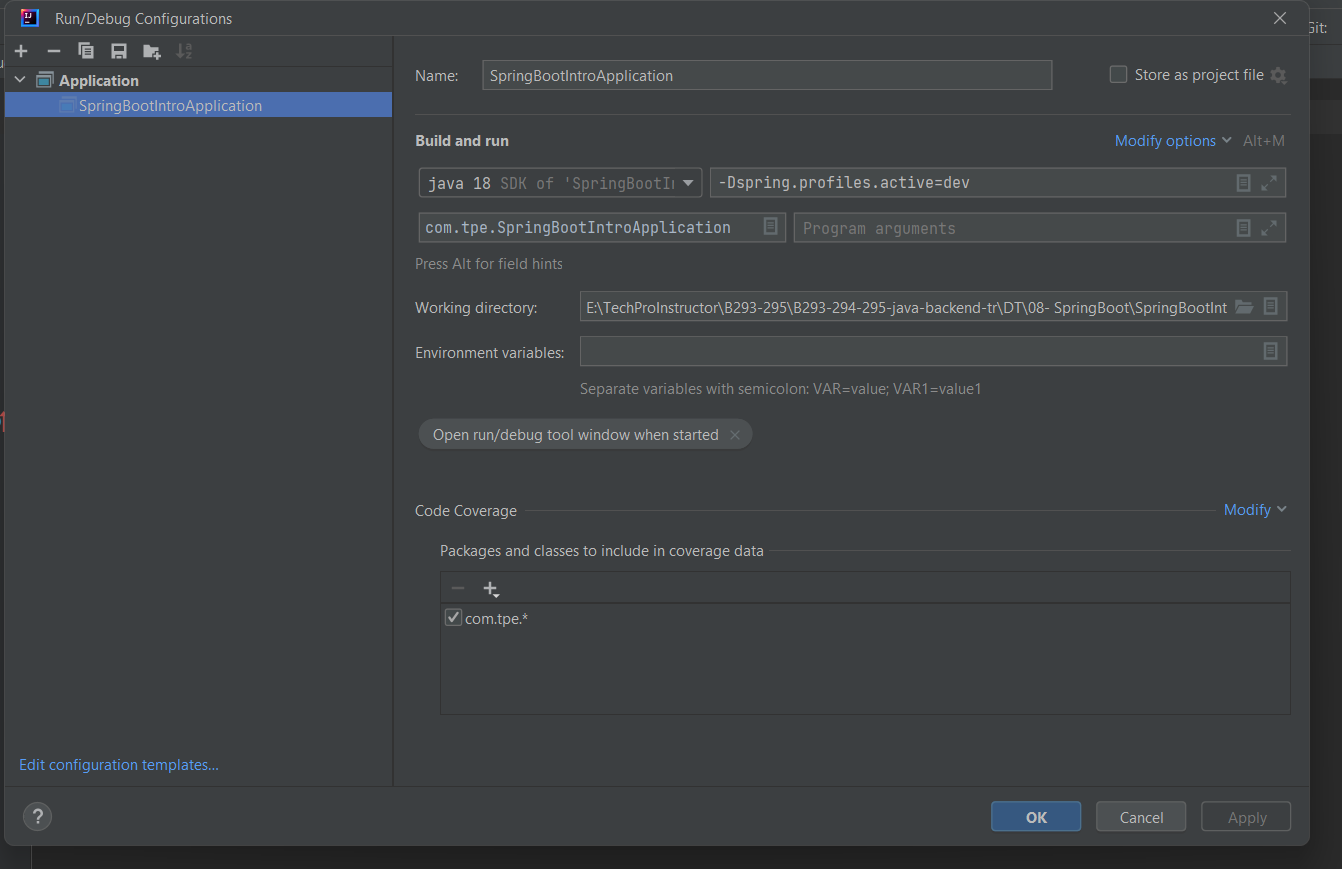 Run/Debug Configurations
Git:
Application
SpringBootIntroApplication
Name: SpringBootIntroApplication Store as project file
Build and run Modify options Alt+M
java 18 SDK of 'SpringBootI -Dspring.profiles.active=dev
com.tpe.SpringBootIntroApplication Program arguments
Press Alt for field hints
Working directory: E:\TechProInstructor\B293-295\B293-294-295-java-backend-tr\DT\08- SpringBoot\SpringBootInt
Environment variables:
Separate variables with semicolon: VAR=value; VAR1=value1
Open run/debug tool window when started
Code Coverage Modify
Packages and classes to include in coverage data
com.tpe.*
Edit configuration templates...
? OK Cancel Apply